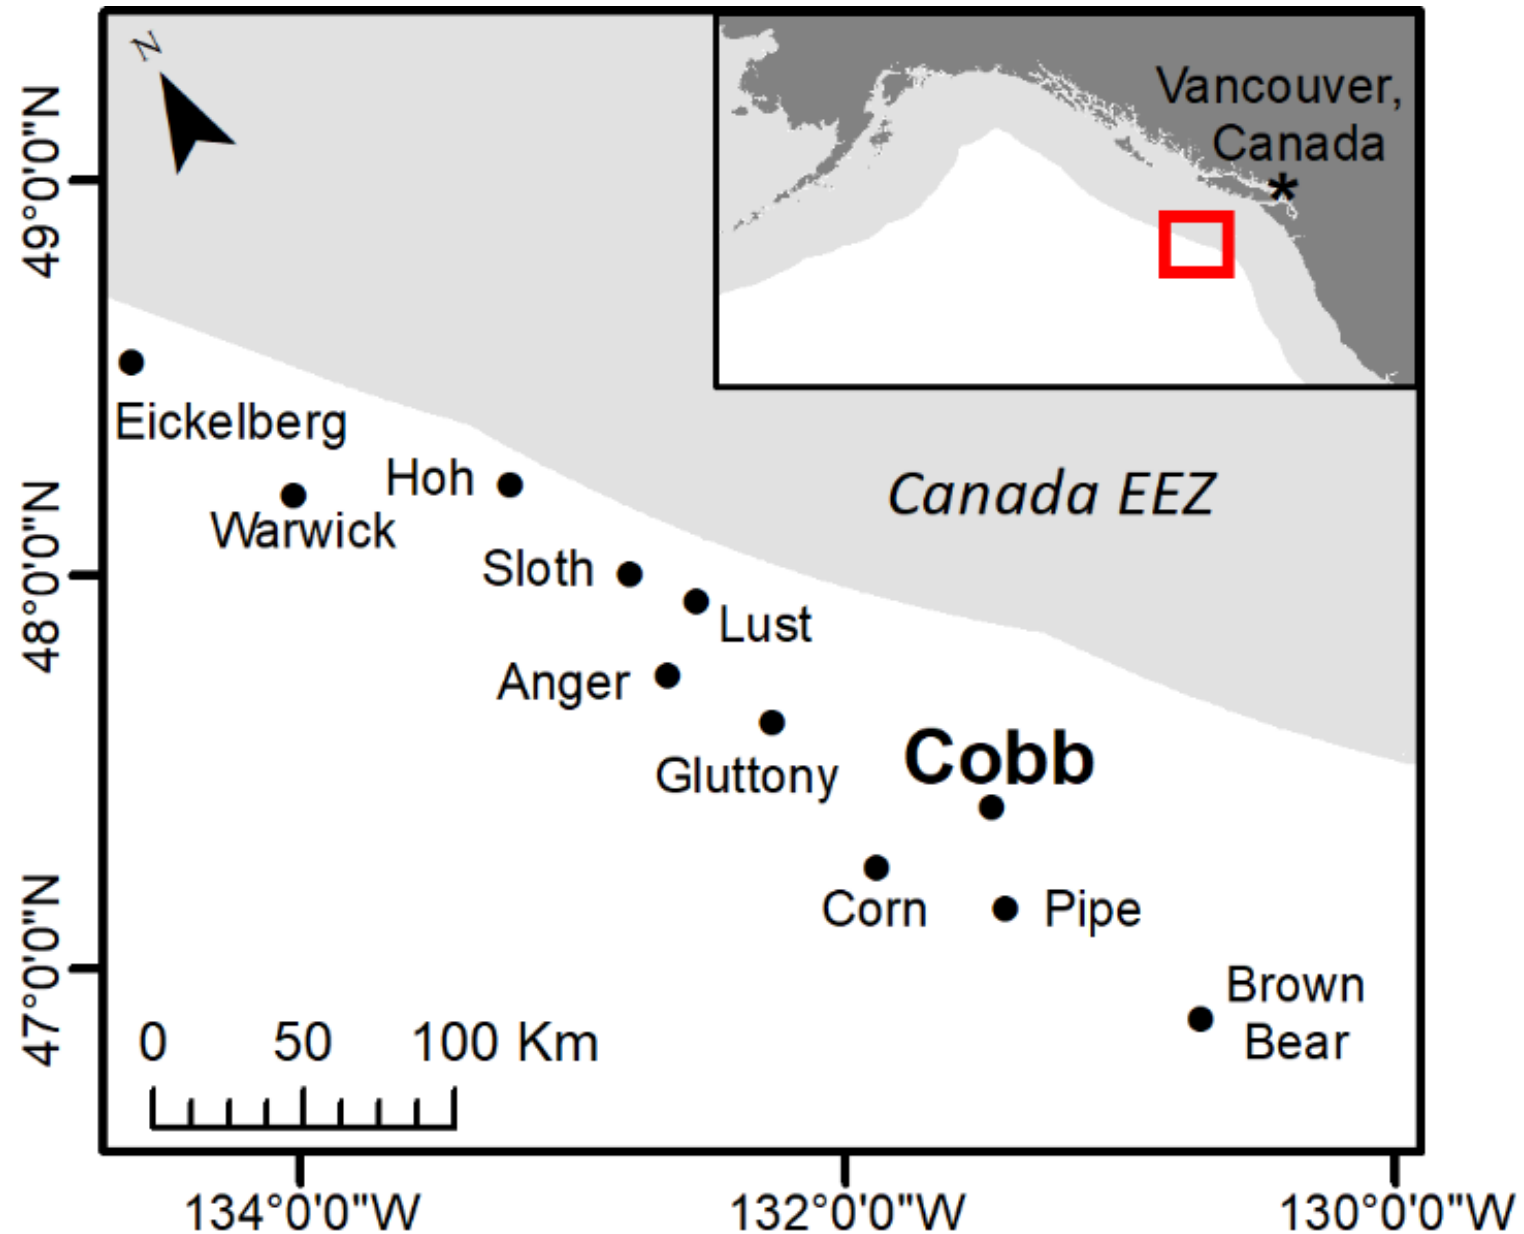 N
Vancouver,
Canada
*
49°0'0"N
Eickelberg
Hoh
Canada EEZ
Warwick
Sloth
48°0'0"N
Lust
Anger
Cobb
Gluttony
Corn
Pipe
47°0'0"N
Brown
Bear
0 50 100 Km
134°0'0"W 132°0'0"W 130°0'0"W